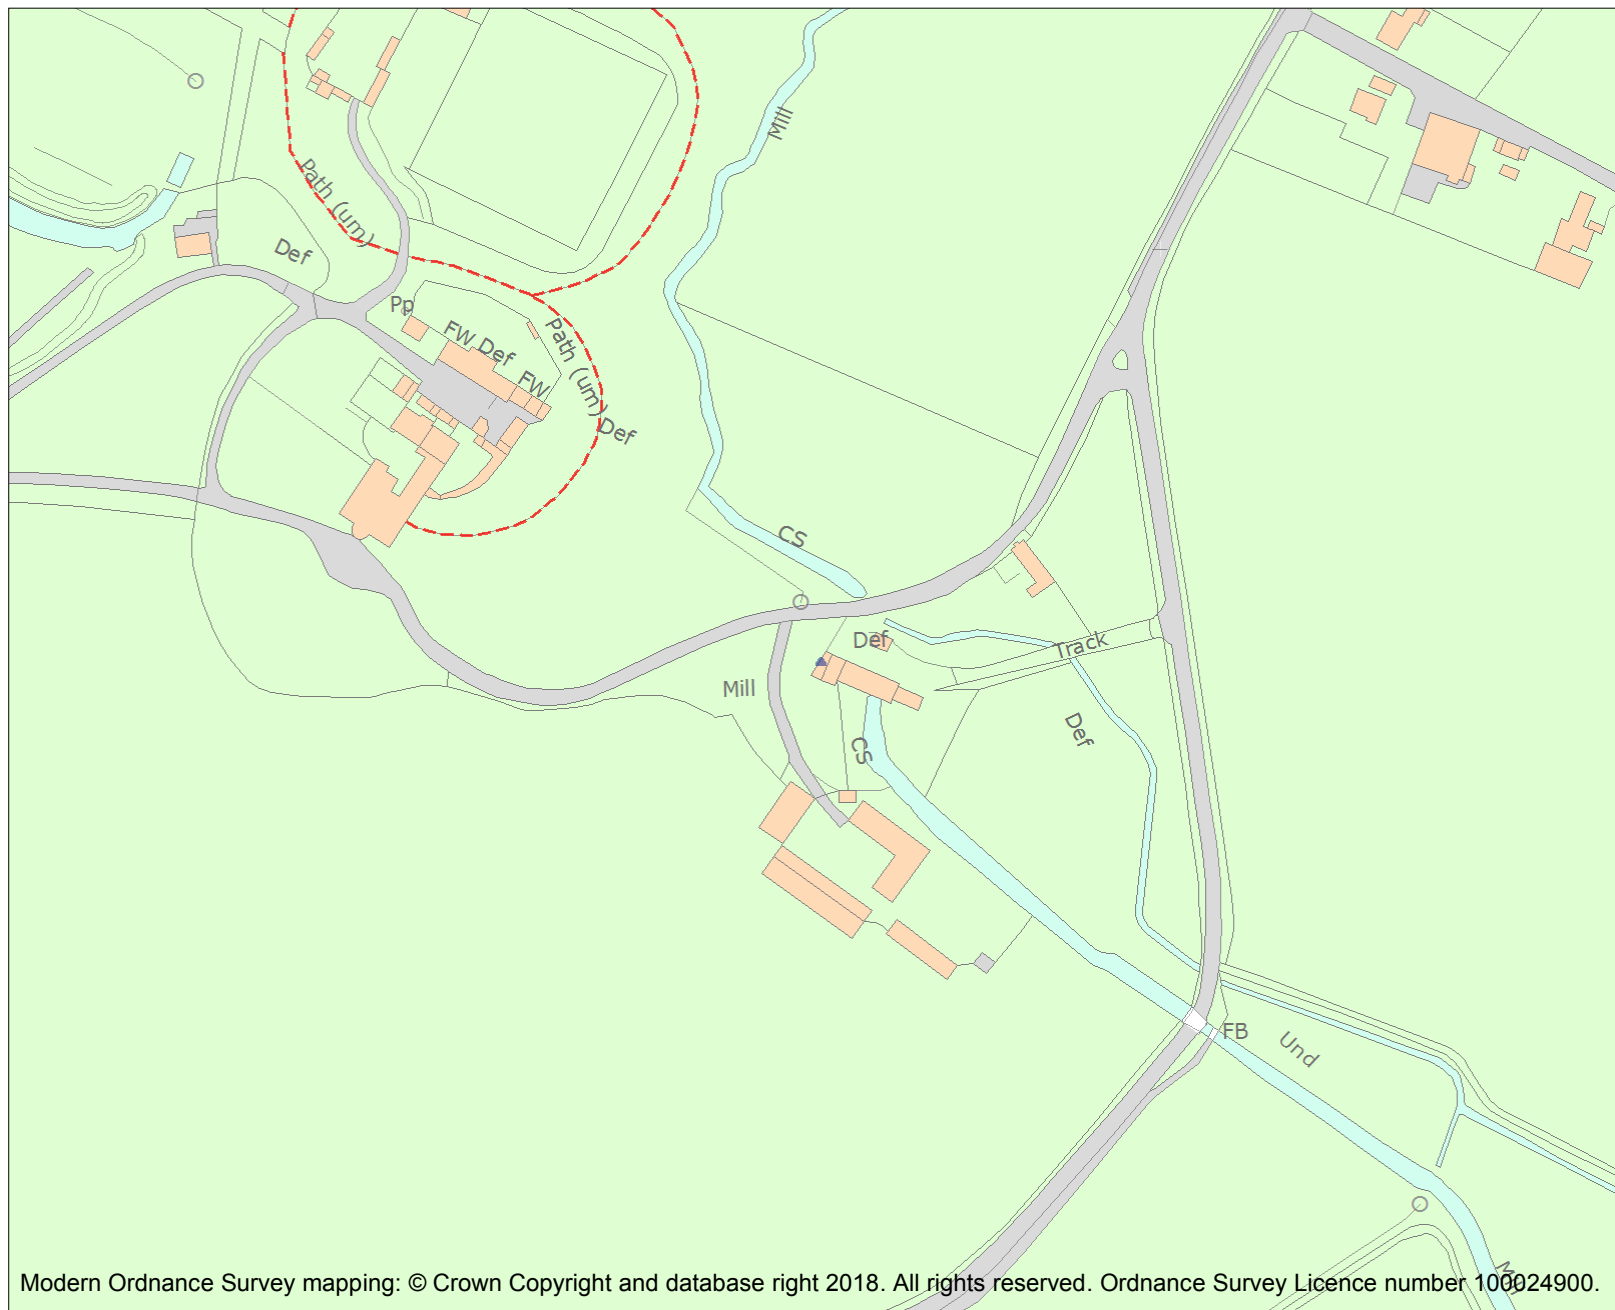 Mill
Path (um)
Def
Pp
FW Def
FW
Path (um)
Def
CS
Def
Track
Mill
Def
CS
FB
Und
Modern Ordnance Survey mapping: © Crown Copyright and database right 2018. All rights reserved. Ordnance Survey Licence number 100024900.